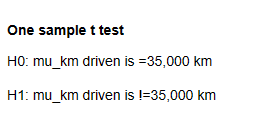 One sample t test
H0: mu_km driven is =35,000 km
H1: mu_km driven is !=35,000 km